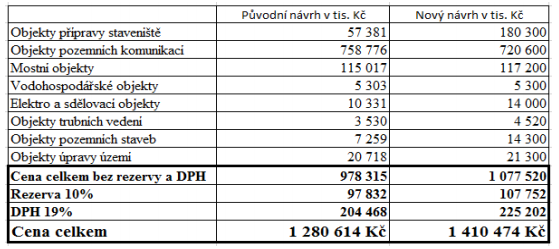 Původní návrh v tis. Kč Nový návrh v tis. Kč
Objekty přípravy staveniště 57 381 180 300
Objekty pozemních komunikací 758 776 720 600
Mostní objekty 115 017 117 200
Vodohospodářské objekty 5 303 5 300
Elektro a sdělovací objekty 10 331 14 000
Objekty trubních vedení 3 530 4 520
Objekty pozemních staveb 7 259 14 300
Objekty úpravy území 20 718 21 300
Cena celkem bez rezervy a DPH 978 315 1 077 520
Rezerva 10% 97 832 107 752
DPH 19% 204 468 225 202
Cena celkem 1 280 614 Kč 1 410 474 Kč